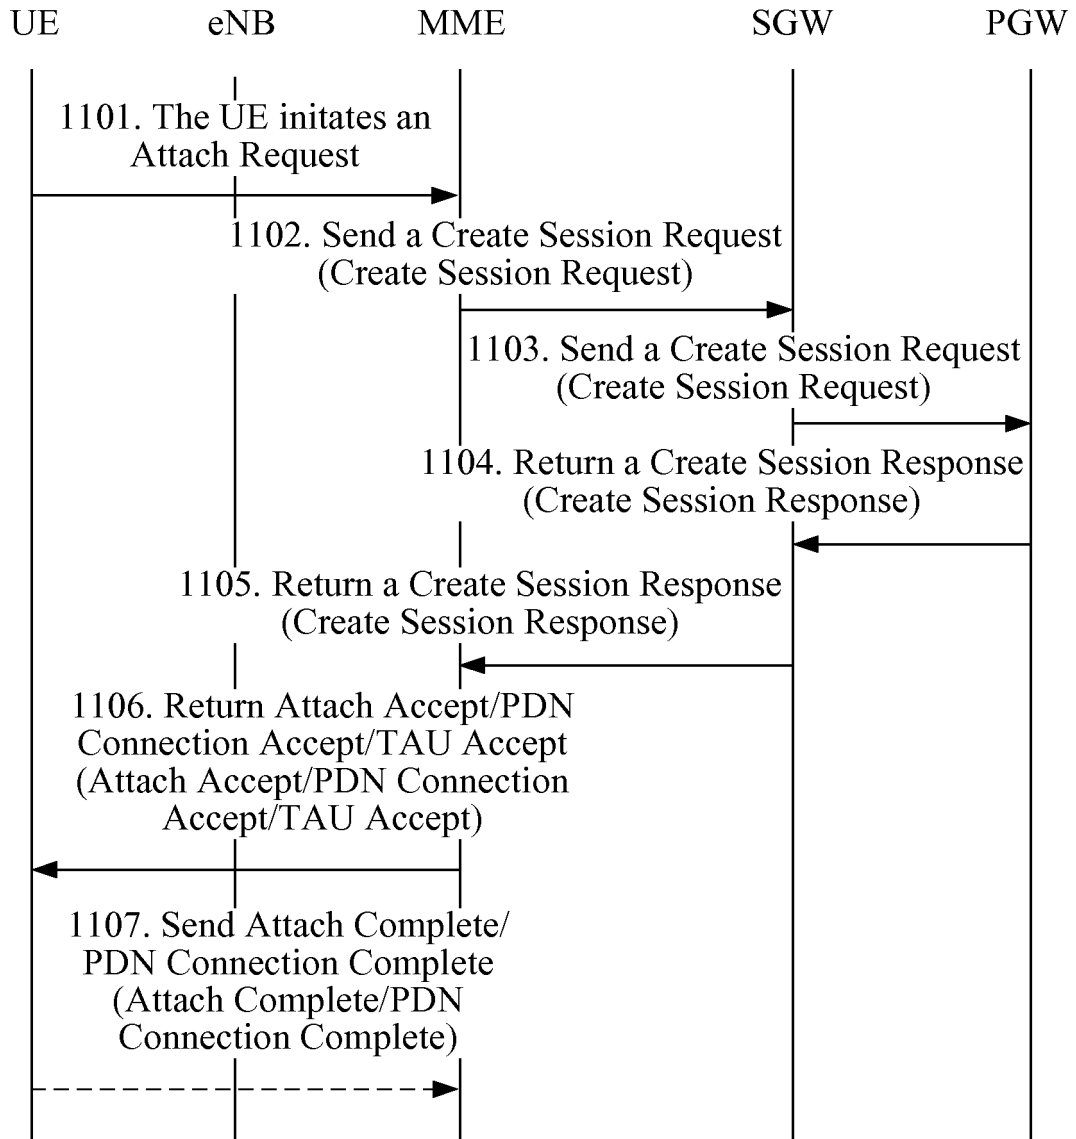 UE eNB MME SGW PGW
1101. The UE initates an
Attach Request
1102. Send a Create Session Request
(Create Session Request)
1103. Send a Create Session Request
(Create Session Request)
1104. Return a Create Session Response
(Create Session Response)
1105. Return a Create Session Response
(Create Session Response)
1106. Return Attach Accept/PDN
Connection Accept/TAU Accept
(Attach Accept/PDN Connection
Accept/TAU Accept)
1107. Send Attach Complete/
PDN Connection Complete
(Attach Complete/PDN
Connection Complete)